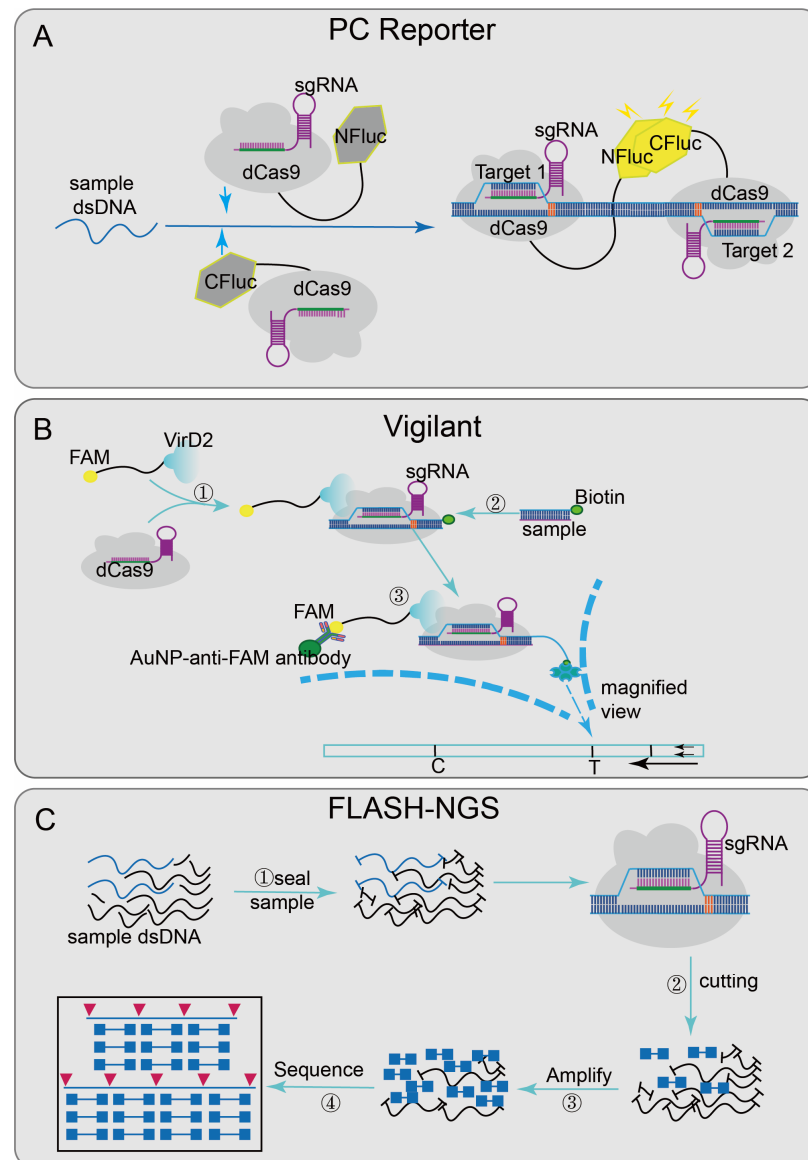 A
PC Reporter
sgRNA
NFluc
dCas9
sample
dsDNA
CFluc
dCas9
sgRNA
NFluc
CFluc
Target 1
dCas9
dCas9
Target 2
B
Vigilant
FAM
VirD2
①
dCas9
sgRNA
②
Biotin
sample
③
FAM
AuNP-anti-FAM antibody
magnified
view
C
T
C
FLASH-NGS
sample dsDNA
①seal
sample
sgRNA
②
cutting
Amplify
③
Sequence
④